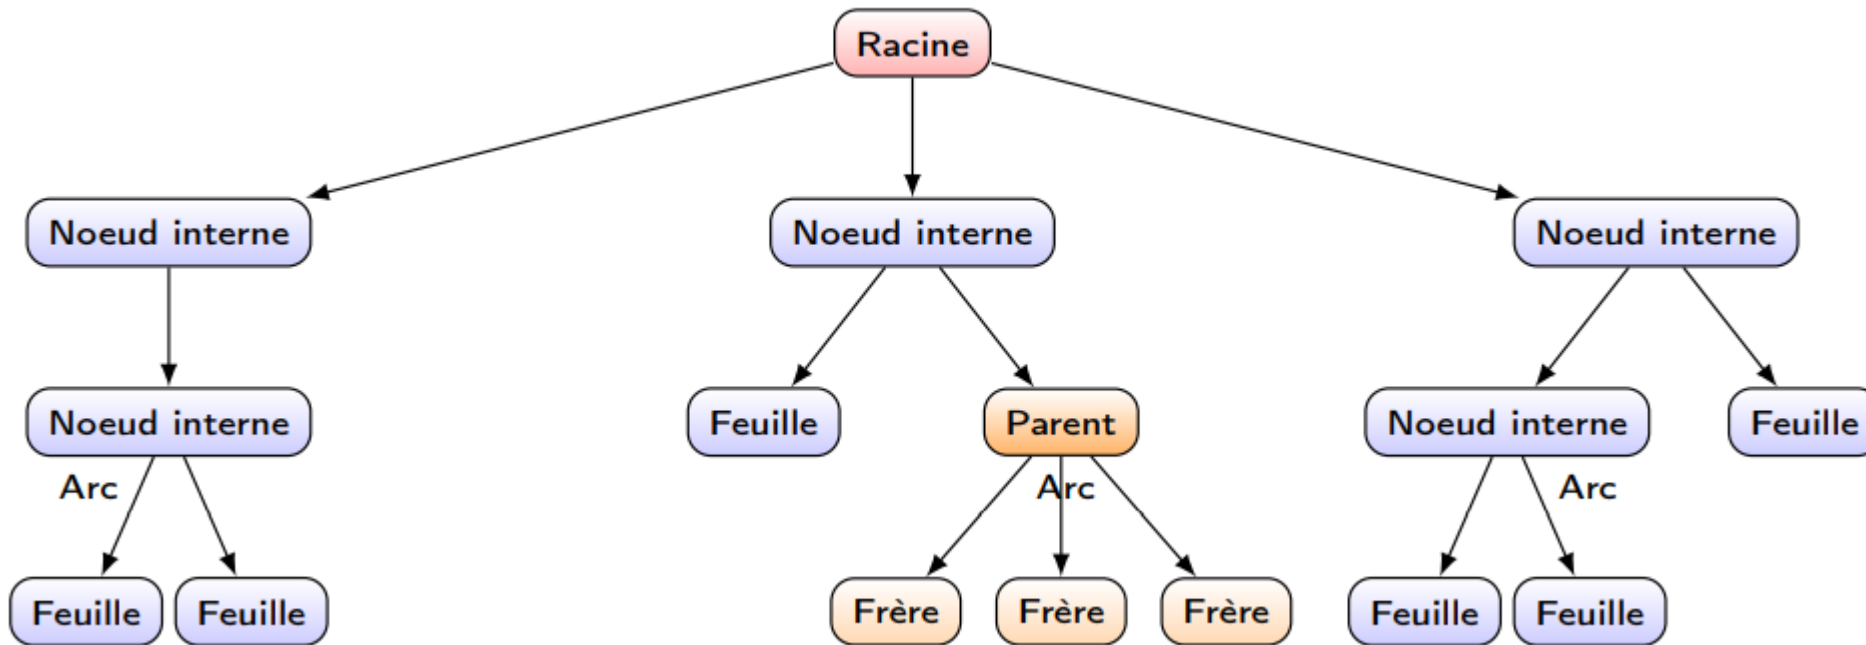 Racine
Noeud interne Noeud interne Noeud interne
Noeud interne Feuille Parent Noeud interne Feuille
Arc Arc Arc
Feuille Feuille Frère Frère Frère Feuille Feuille